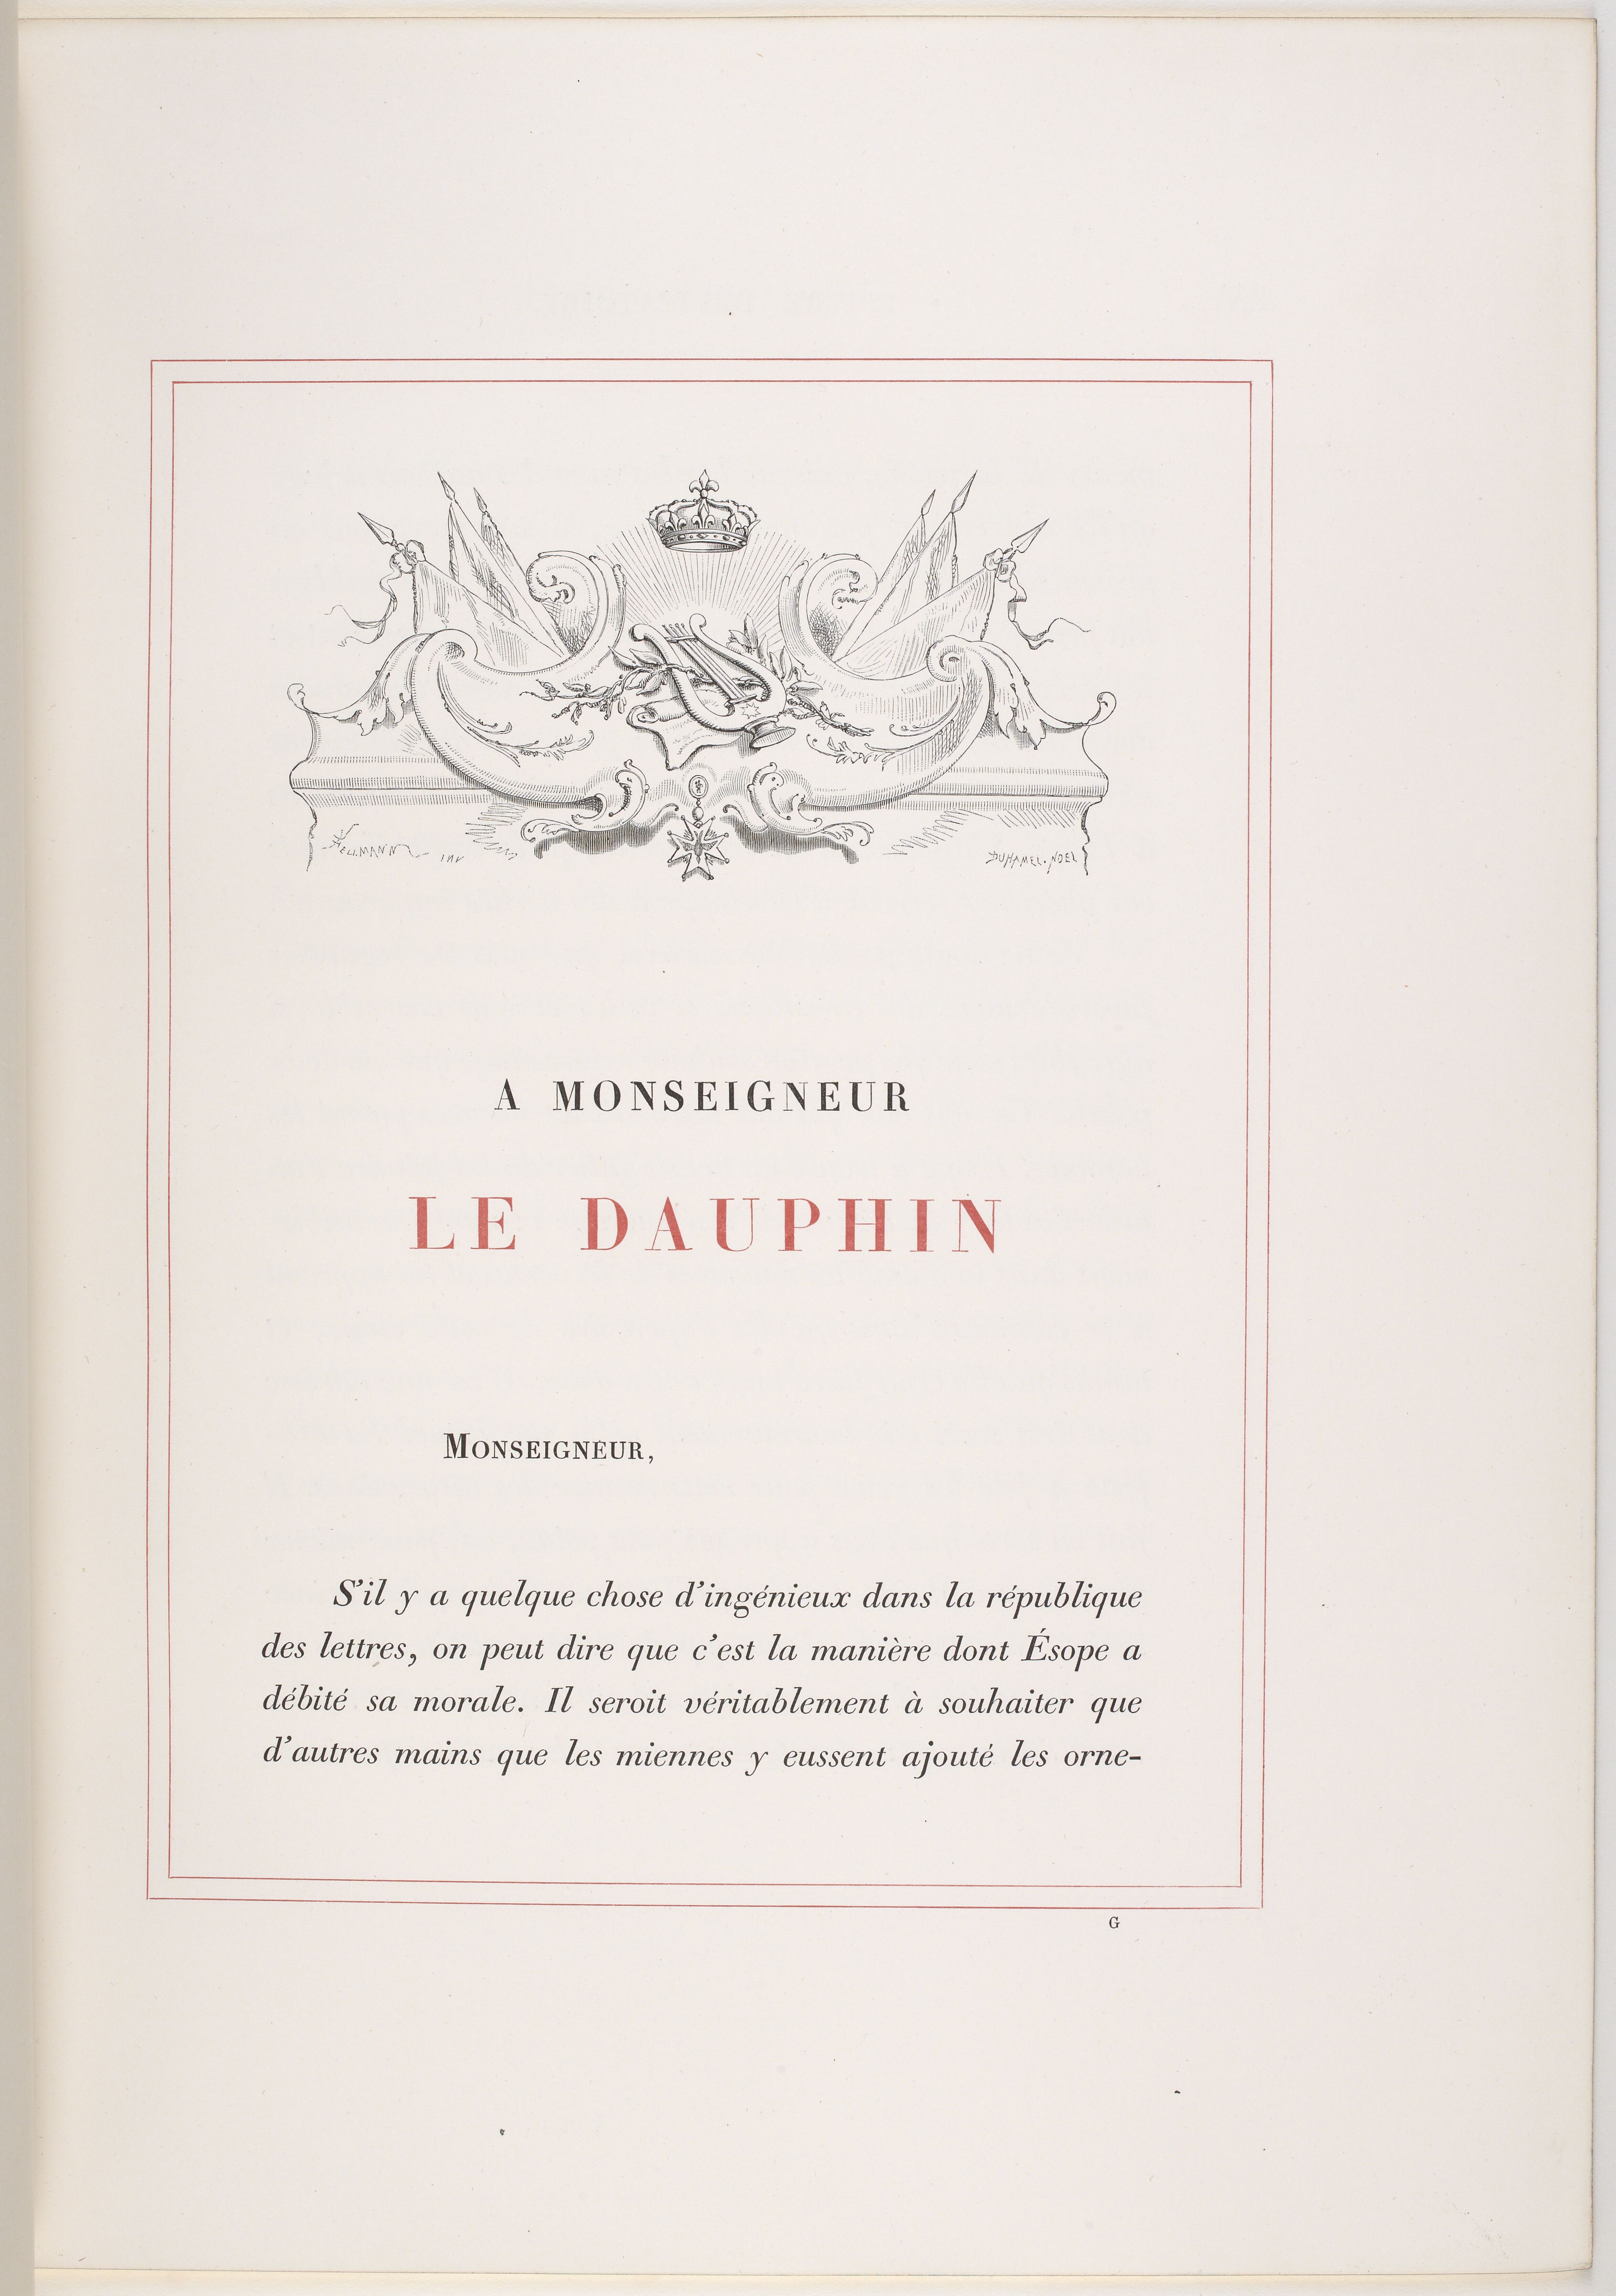 INV
DUHAMEL·NOEL
A MONSEIGNEUR
LE DAUPHIN
MONSEIGNEUR,
S'il y a quelque chose d'ingénieux dans la république
des lettres, on peut dire que c'est la manière dont Ésope a
débité sa morale. Il seroit véritablement à souhaiter que
d'autres mains que les miennes y eussent ajouté les orne-
G